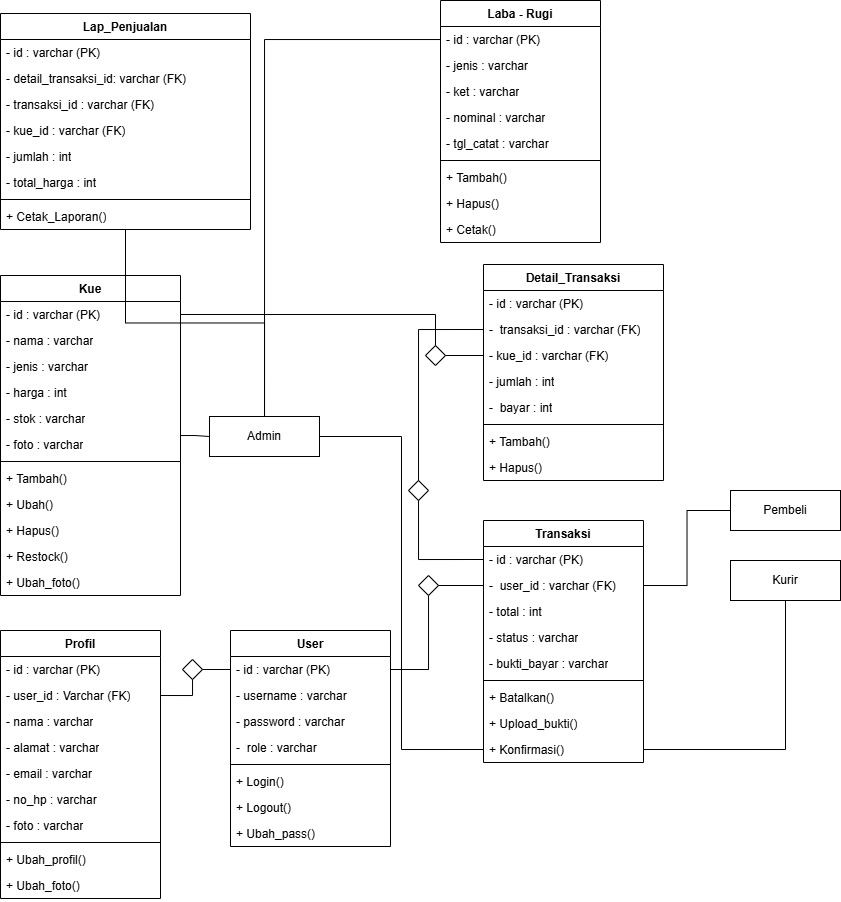 Lap_Penjualan
- id : varchar (PK)
- detail_transaksi_id: varchar (FK)
- transaksi_id : varchar (FK)
- kue_id : varchar (FK)
- jumlah : int
- total_harga : int
+ Cetak_Laporan()
Laba - Rugi
- id : varchar (PK)
- jenis : varchar
- ket : varchar
- nominal : varchar
- tgl_catat : varchar
+ Tambah()
+ Hapus()
+ Cetak()
Kue
- id : varchar (PK)
- nama : varchar
- jenis : varchar
- harga : int
- stok : varchar
- foto : varchar
+ Tambah()
+ Ubah()
+ Hapus()
+ Restock()
+ Ubah_foto()
Admin
Detail_Transaksi
- id : varchar (PK)
- transaksi_id : varchar (FK)
- kue_id : varchar (FK)
- jumlah : int
- bayar : int
+ Tambah()
+ Hapus()
Pembeli
Kurir
Transaksi
- id : varchar (PK)
- user_id : varchar (FK)
- total : int
- status : varchar
- bukti_bayar : varchar
+ Batalkan()
+ Upload_bukti()
+ Konfirmasi()
Profil
- id : varchar (PK)
- user_id : Varchar (FK)
- nama : varchar
- alamat : varchar
- email : varchar
- no_hp : varchar
- foto : varchar
+ Ubah_profil()
+ Ubah_foto()
User
- id : varchar (PK)
- username : varchar
- password : varchar
- role : varchar
+ Login()
+ Logout()
+ Ubah_pass()